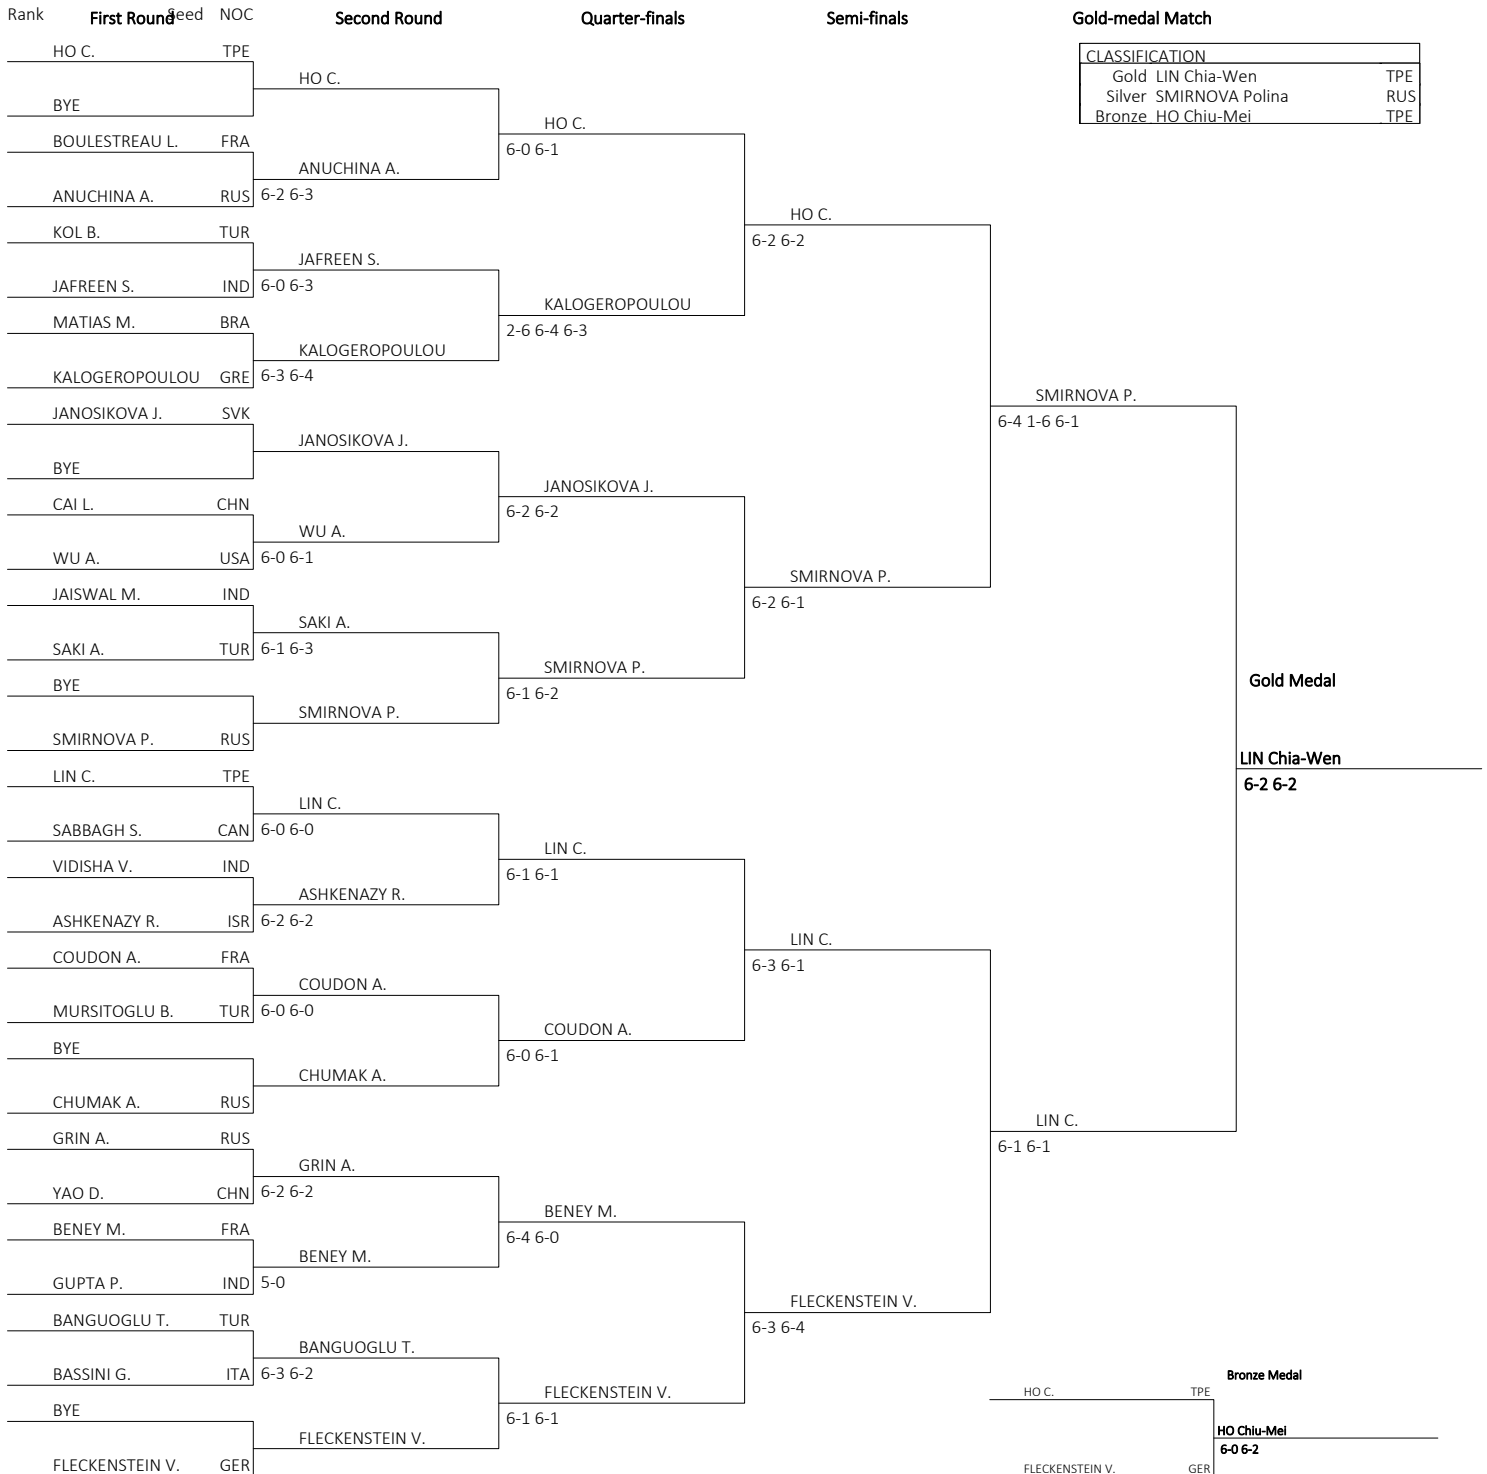 Rank First Round Seed NOC Second Round Quarter-finals Semi-finals Gold-medal Match
HO C. TPE
CLASSIFICATION
Gold LIN Chia-Wen TPE
HO C.
Silver SMIRNOVA Polina RUS
BYE
Bronze HO Chiu-Mei TPE
HO C.
BOULESTREAU L. FRA
6-0 6-1
ANUCHINA A.
ANUCHINA A. RUS 6-2 6-3
HO C.
KOL B. TUR
6-2 6-2
JAFREEN S.
JAFREEN S. IND 6-0 6-3
KALOGEROPOULOU
MATIAS M. BRA
2-6 6-4 6-3
KALOGEROPOULOU
KALOGEROPOULOU GRE 6-3 6-4
SMIRNOVA P.
JANOSIKOVA J. SVK
6-4 1-6 6-1
JANOSIKOVA J.
BYE
JANOSIKOVA J.
CAI L. CHN
6-2 6-2
WU A.
WU A. USA 6-0 6-1
SMIRNOVA P.
JAISWAL M. IND
6-2 6-1
SAKI A.
SAKI A. TUR 6-1 6-3
SMIRNOVA P.
BYE
Gold Medal
6-1 6-2
SMIRNOVA P.
SMIRNOVA P. RUS
LIN Chia-Wen
LIN C. TPE
6-2 6-2
LIN C.
SABBAGH S. CAN 6-0 6-0
LIN C.
VIDISHA V. IND
6-1 6-1
ASHKENAZY R.
ASHKENAZY R. ISR 6-2 6-2
LIN C.
COUDON A. FRA
6-3 6-1
COUDON A.
MURSITOGLU B. TUR 6-0 6-0
COUDON A.
BYE
6-0 6-1
CHUMAK A.
CHUMAK A. RUS
LIN C.
GRIN A. RUS
6-1 6-1
GRIN A.
YAO D. CHN 6-2 6-2
BENEY M.
BENEY M. FRA
6-4 6-0
BENEY M.
GUPTA P. IND 5-0
FLECKENSTEIN V.
BANGUOGLU T. TUR
6-3 6-4
BANGUOGLU T.
BASSINI G. ITA 6-3 6-2
Bronze Medal
FLECKENSTEIN V.
HO C. TPE
BYE
6-1 6-1
HO Chiu-Mei
FLECKENSTEIN V.
6-0 6-2
FLECKENSTEIN V. GER
FLECKENSTEIN V. GER